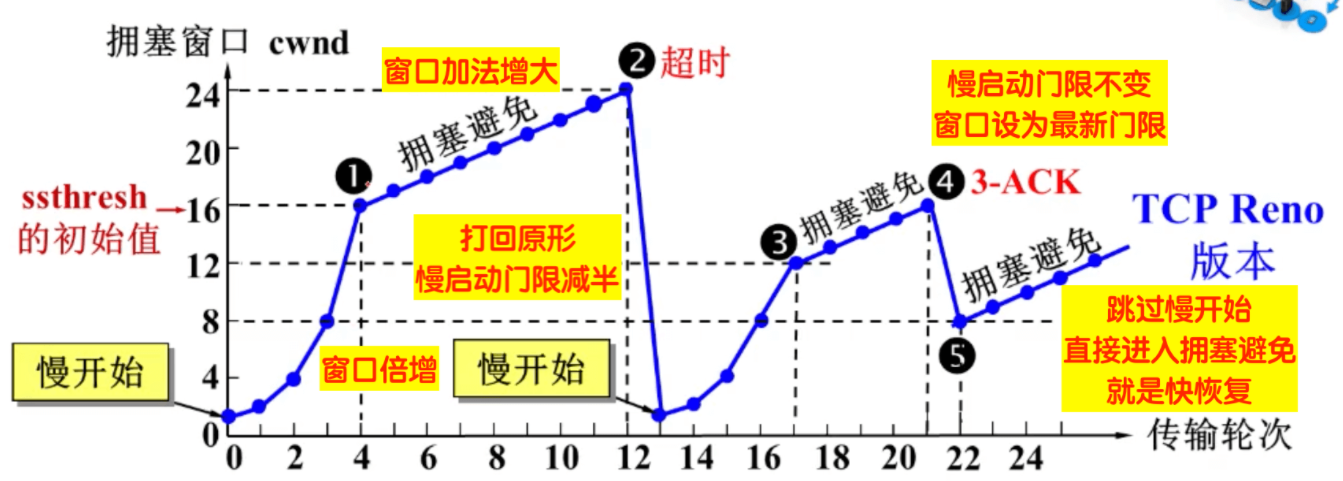 拥塞窗口 cwnd
窗口加法增大
❷ 超时
慢启动门限不变
窗口设为最新门限
24
20
16
12
8
4
0
ssthresh
的初始值
❶
拥塞避免
打回原形
慢启动门限减半
❸
拥塞避免
❹ 3-ACK
TCP Reno
版本
拥塞避免
❺
跳过慢开始
直接进入拥塞避免
就是快恢复
慢开始
窗口倍增
慢开始
0 2 4 6 8 10 12 14 16 18 20 22 24
传输轮次